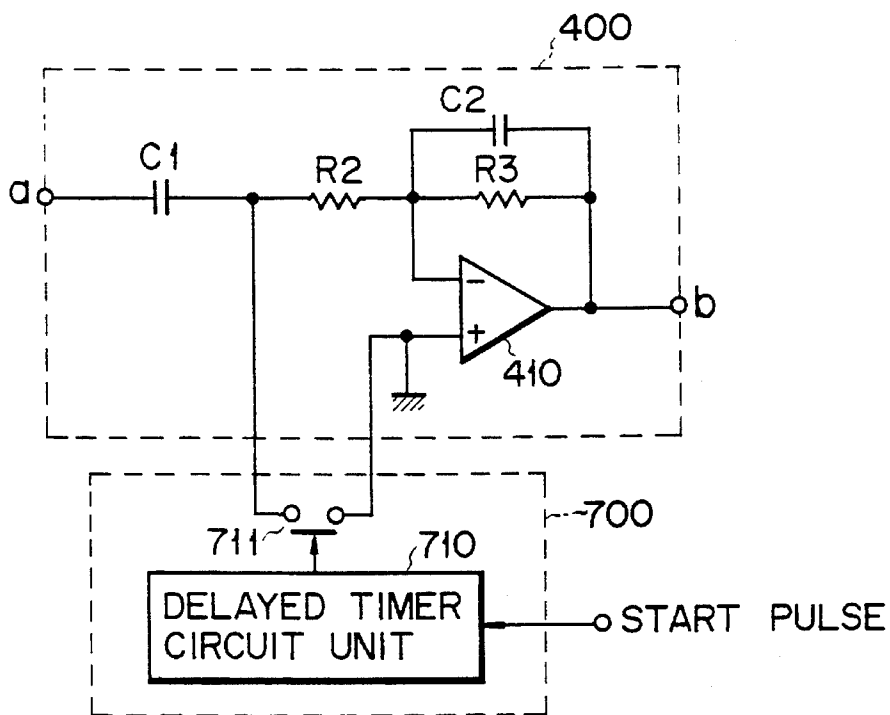 400
C2
C1
R2
R3
a
−
b
+
410
711
710
700
DELAYED TIMER
CIRCUIT UNIT
START PULSE